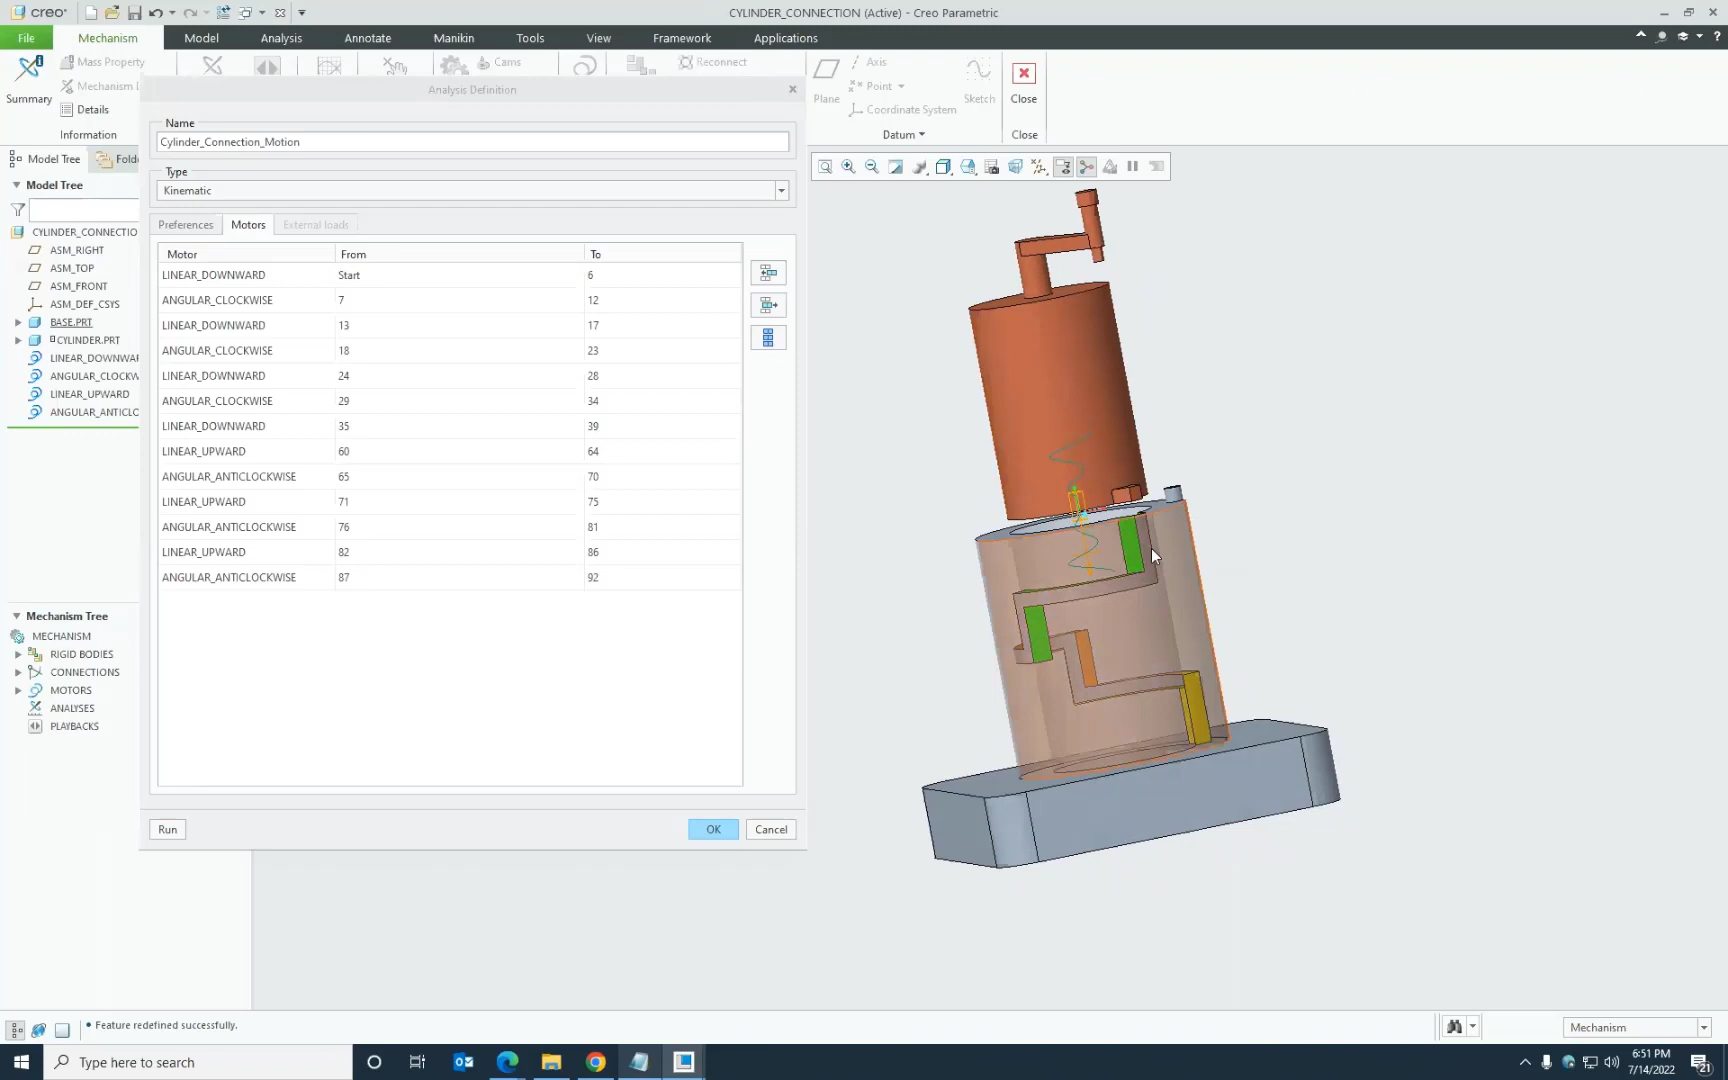 creo
CYLINDER_CONNECTION (Active) - Creo Parametric
File
Mechanism
Model
Analysis
Annotate
Manikin
Tools
View
Framework
Applications
Summary
Mass Property
Mechanism D
Details
Information
Cams
Reconnect
Plane
Axis
Point
Coordinate System
Sketch
Datum
Close
Close
Analysis Definition
Name
Cylinder_Connection_Motion
Type
Kinematic
Preferences
Motors
External loads
Motor From To
LINEAR_DOWNWARD Start 6
ANGULAR_CLOCKWISE 7 12
LINEAR_DOWNWARD 13 17
ANGULAR_CLOCKWISE 18 23
LINEAR_DOWNWARD 24 28
ANGULAR_CLOCKWISE 29 34
LINEAR_DOWNWARD 35 39
LINEAR_UPWARD 60 64
ANGULAR_ANTICLOCKWISE 65 70
LINEAR_UPWARD 71 75
ANGULAR_ANTICLOCKWISE 76 81
LINEAR_UPWARD 82 86
ANGULAR_ANTICLOCKWISE 87 92
Run
OK
Cancel
Model Tree
Fold
Model Tree
CYLINDER_CONNECTIO
ASM_RIGHT
ASM_TOP
ASM_FRONT
ASM_DEF_CSYS
BASE.PRT
CYLINDER.PRT
LINEAR_DOWNWAR
ANGULAR_CLOCKW
LINEAR_UPWARD
ANGULAR_ANTICLO
Mechanism Tree
MECHANISM
RIGID BODIES
CONNECTIONS
MOTORS
ANALYSES
PLAYBACKS
Feature redefined successfully.
Mechanism
Type here to search
6:51 PM
7/14/2022
21